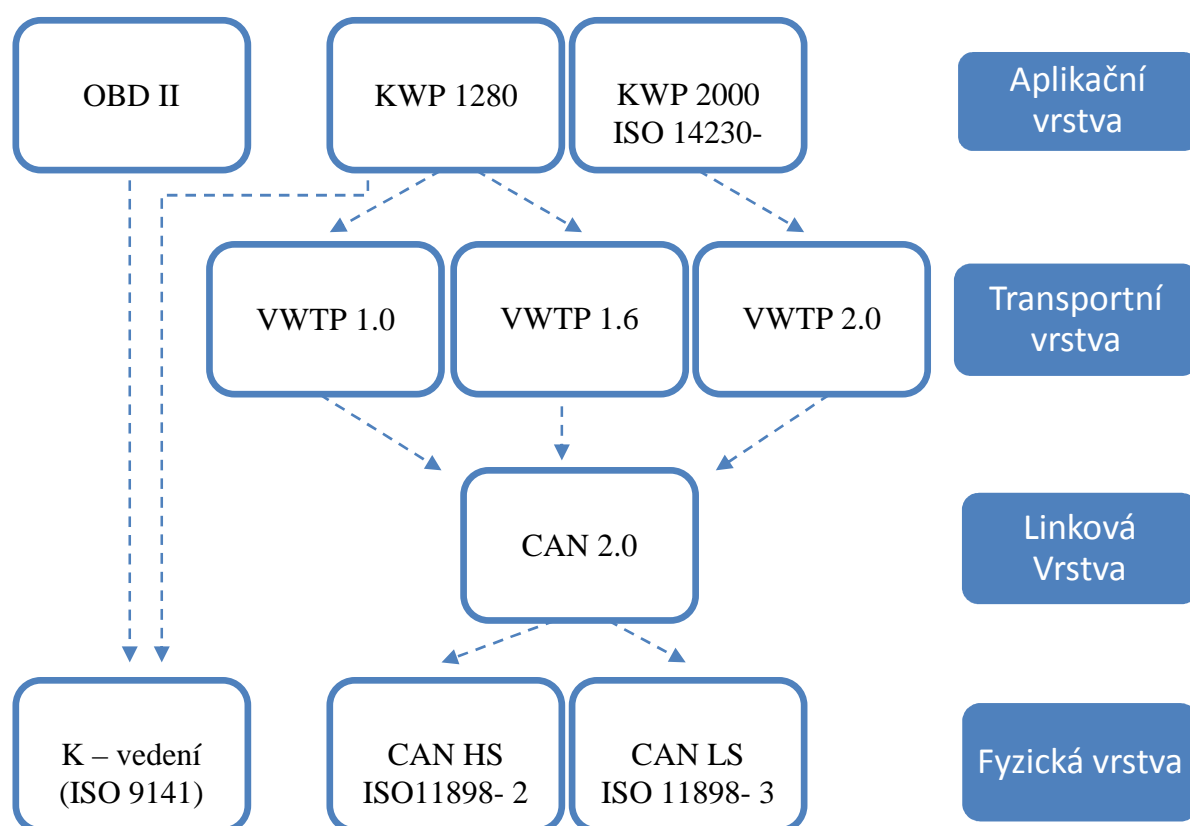 OBD II
KWP 1280
KWP 2000
ISO 14230-
Aplikační
vrstva
VWTP 1.0
VWTP 1.6
VWTP 2.0
Transportní
vrstva
CAN 2.0
Linková
Vrstva
K – vedení
(ISO 9141)
CAN HS
ISO11898- 2
CAN LS
ISO 11898- 3
Fyzická vrstva